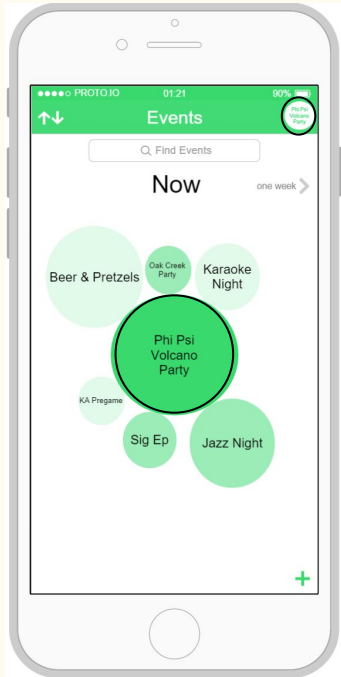 PROTO.IO 01:21 90%
Events
Phi Psi
Volcano
Party
Find Events
Now
one week
Beer & Pretzels
Oak Creek
Party
Karaoke
Night
Phi Psi
Volcano
Party
KA Pregame
Sig Ep
Jazz Night
+